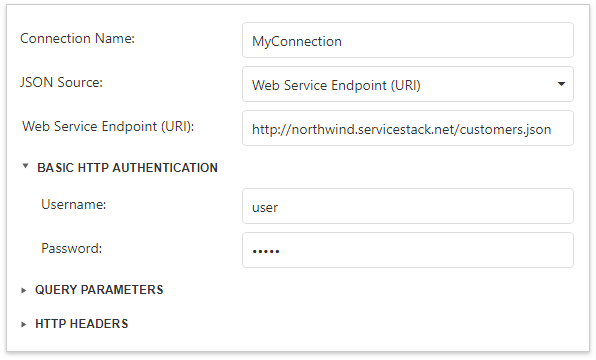 Connection Name: MyConnection
JSON Source: Web Service Endpoint (URI)
Web Service Endpoint (URI): http://northwind.servicestack.net/customers.json
BASIC HTTP AUTHENTICATION
Username: user
Password: •••••
QUERY PARAMETERS
HTTP HEADERS